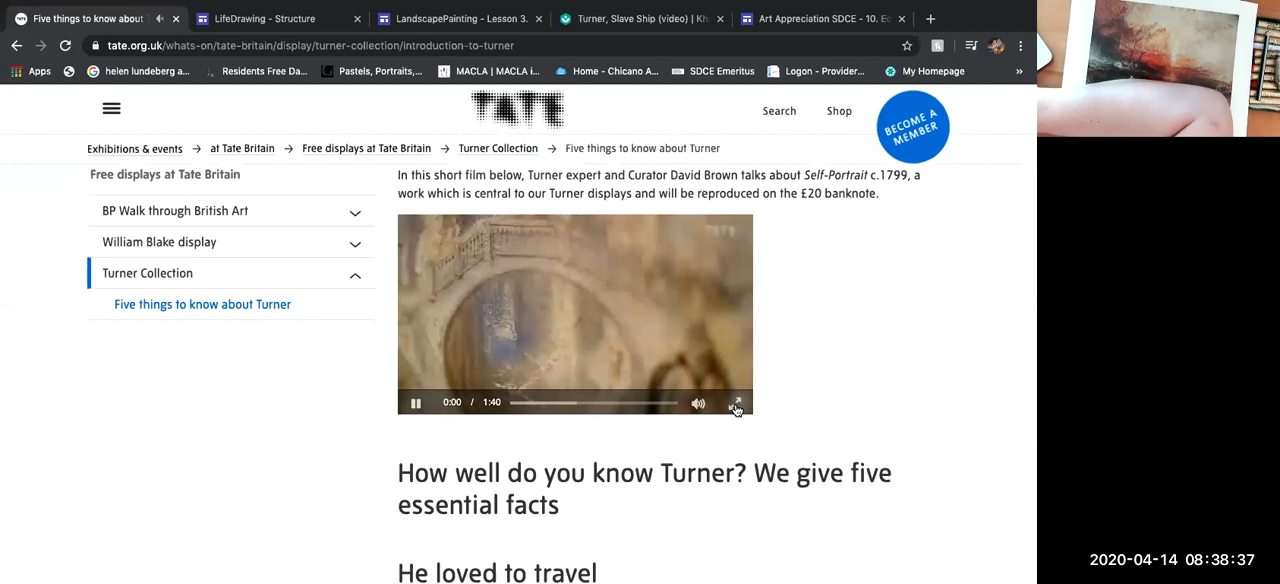 Five things to know about
LifeDrawing - Structure
LandscapePainting - Lesson 3.
Turner, Slave Ship (video) | Kh
Art Appreciation SDCE - 10. Ed
tate.org.uk/whats-on/tate-britain/display/turner-collection/introduction-to-turner
Apps
helen lundeberg a...
Residents Free Da...
Pastels, Portraits,...
MACLA | MACLA i...
Home - Chicano A...
SDCE Emeritus
Logon - Provider...
My Homepage
»
TATE
Search
Shop
BECOME A
MEMBER
Exhibitions & events → at Tate Britain → Free displays at Tate Britain → Turner Collection → Five things to know about Turner
Free displays at Tate Britain
BP Walk through British Art
William Blake display
Turner Collection
Five things to know about Turner
In this short film below, Turner expert and Curator David Brown talks about Self-Portrait c.1799, a
work which is central to our Turner displays and will be reproduced on the £20 banknote.
TATE
0:00 / 1:40
How well do you know Turner? We give five
essential facts
He loved to travel
2020-04-14 08:38:37